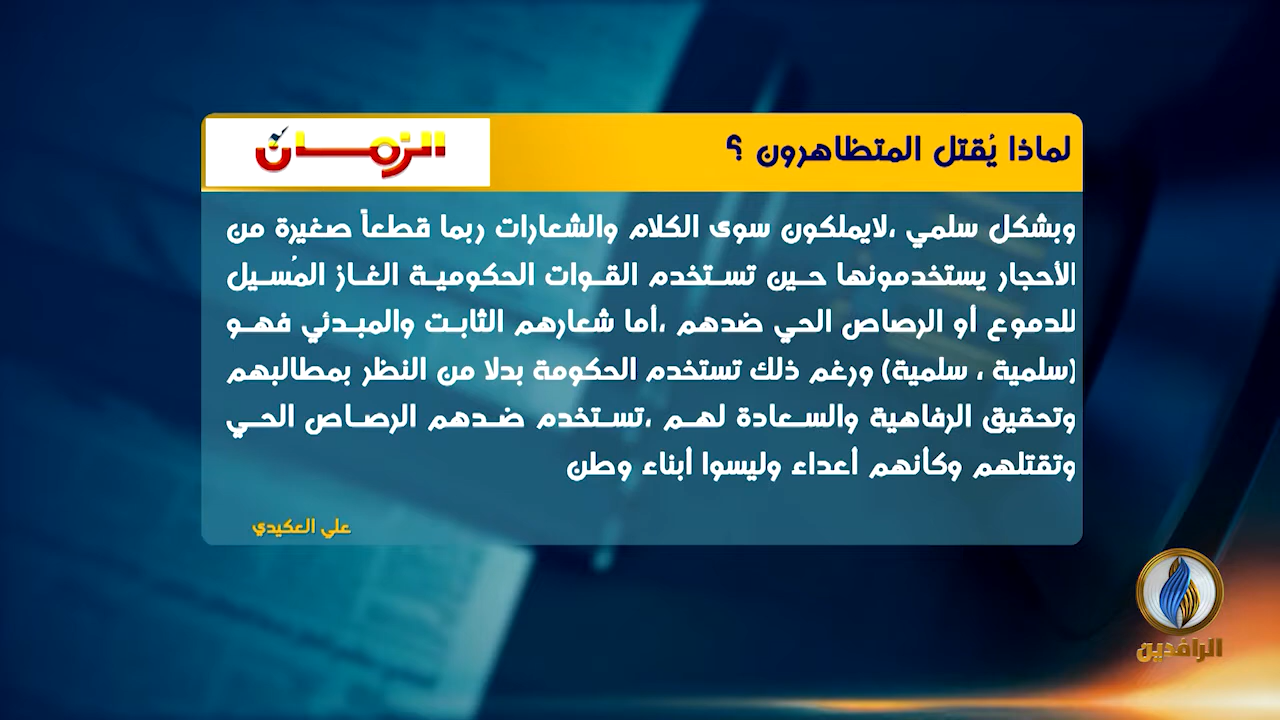 الزمان
لماذا يُقتل المتظاهرون ؟
وبشكل سلمي ،لايملكون سوى الكلام والشعارات ربما قطعاً صغيرة من
الأحجار يستخدمونها حين تستخدم القوات الحكومية الغاز المُسيل
للدموع أو الرصاص الحي ضدهم ،أما شعارهم الثابت والمبدئي فهو
(سلمية ، سلمية) ورغم ذلك تستخدم الحكومة بدلا من النظر بمطالبهم
وتحقيق الرفاهية والسعادة لهم ،تستخدم ضدهم الرصاص الحي
وتقتلهم وكأنهم أعداء وليسوا أبناء وطن
علي العكيدي
الرافدين